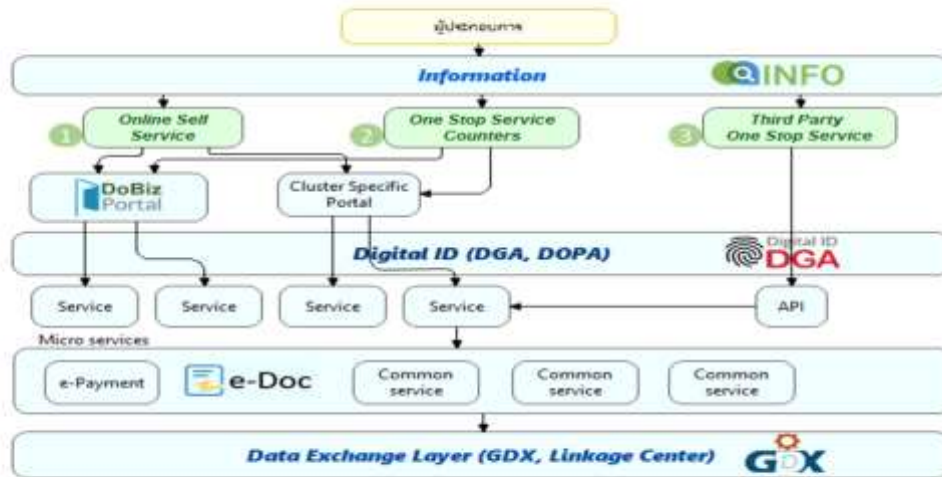 ผู้ประกอบการ
Information
INFO
1
Online Self
Service
2
One Stop Service
Counters
3
Third Party
One Stop Service
DoBiz
Portal
Cluster Specific
Portal
Digital ID (DGA, DOPA)
Digital ID
DGA
Service
Service
Service
Service
API
Micro services
e-Payment
e-Doc
Common
service
Common
service
Common
service
Data Exchange Layer (GDX, Linkage Center)
GDX